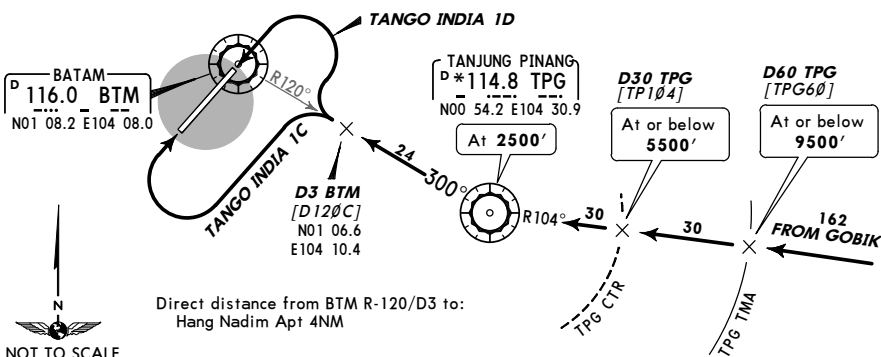 TANGO INDIA 1D
BATAM
D 116.0 BTM
N01 08.2 E104 08.0
R120°
TANJUNG PINANG
D *114.8 TPG
N00 54.2 E104 30.9
At 2500'
D30 TPG
[TP1Ø4]
At or below
5500'
D60 TPG
[TPG6Ø]
At or below
9500'
TANGO INDIA 1C
D3 BTM
[D12ØC]
N01 06.6
E104 10.4
24
300°
R104°
30
30
162
FROM GOBIK
TPG CTR
TPG TMA
N
NOT TO SCALE
Direct distance from BTM R-120/D3 to:
Hang Nadim Apt 4NM